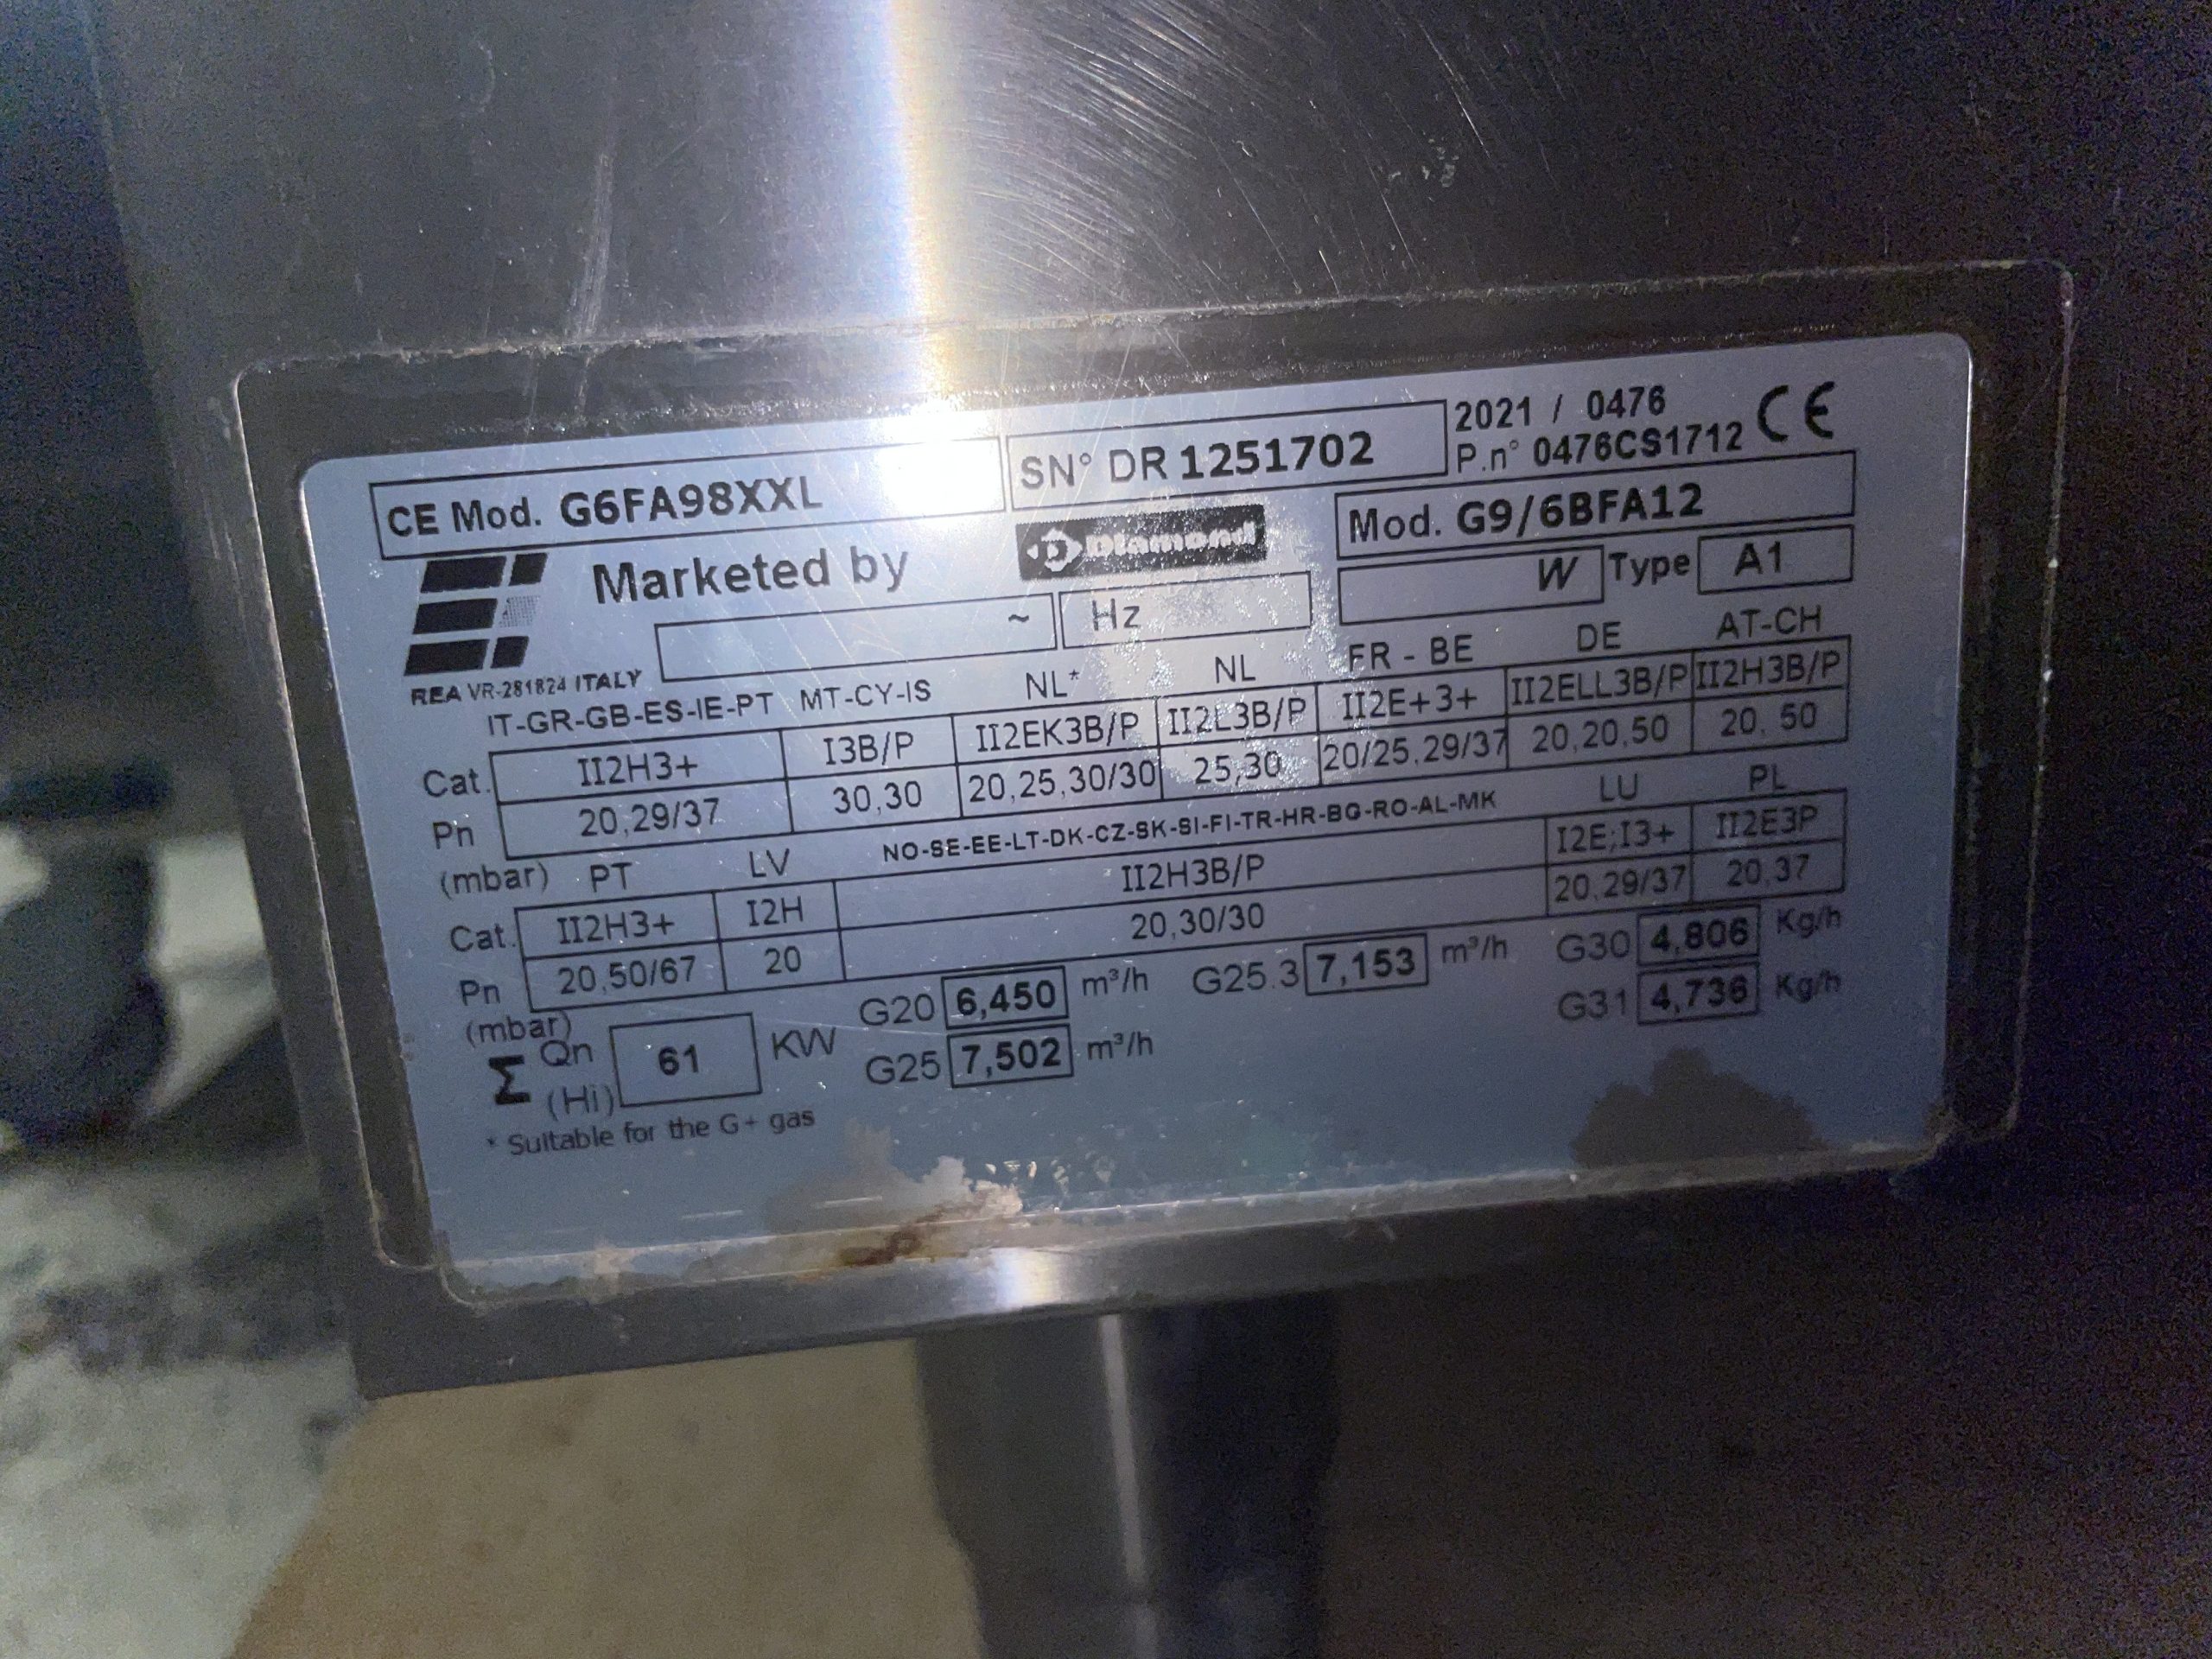 CE Mod. G6FA98XXL
SN° DR 1251702
2021 / 0476
P.n° 0476CS1712 CE
Marketed by
Diamond
Mod. G9/6BFA12
~ Hz
W Type A1
REA VR-281824 ITALY
IT-GR-GB-ES-IE-PT MT-CY-IS NL* NL FR - BE DE AT-CH
Cat. II2H3+ I3B/P II2EK3B/P II2L3B/P II2E+3+ II2ELL3B/P II2H3B/P
Pn 20,29/37 30,30 20,25,30/30 25,30 20/25,29/37 20,20,50 20, 50
(mbar) PT LV NO-SE-EE-LT-DK-CZ-SK-SI-FI-TR-HR-BG-RO-AL-MK LU PL
Cat. II2H3+ I2H II2H3B/P I2E;I3+ II2E3P
Pn 20,50/67 20 20,30/30 20,29/37 20,37
(mbar)
Σ Qn (Hi) 61 KW
G20 6,450 m³/h G25.3 7,153 m³/h G30 4,806 Kg/h
G25 7,502 m³/h G31 4,736 Kg/h
* Suitable for the G+ gas